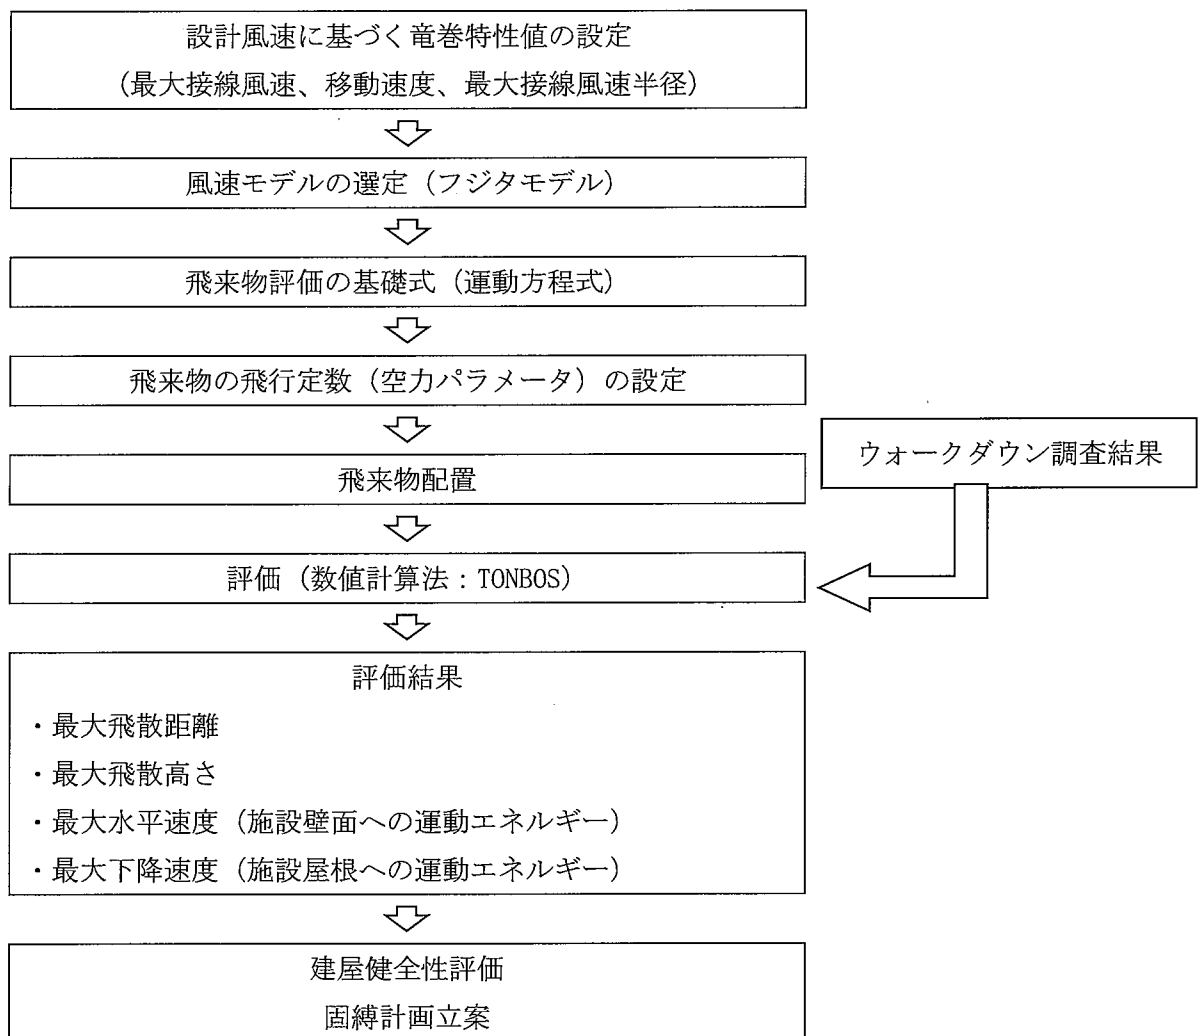 設計風速に基づく竜巻特性値の設定
(最大接線風速、移動速度、最大接線風速半径)
風速モデルの選定(フジタモデル)
飛来物評価の基礎式(運動方程式)
飛来物の飛行定数(空力パラメータ)の設定
飛来物配置
ウォークダウン調査結果
評価(数値計算法:TONBOS)
評価結果
・最大飛散距離
・最大飛散高さ
・最大水平速度(施設壁面への運動エネルギー)
・最大下降速度(施設屋根への運動エネルギー)
建屋健全性評価
固縛計画立案